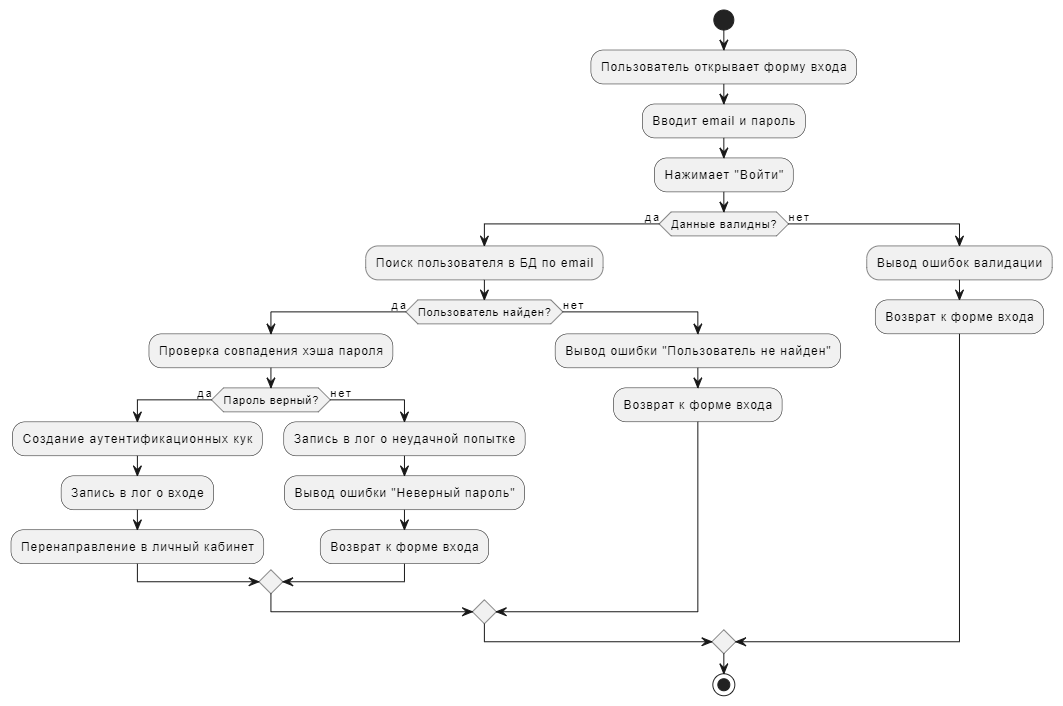 Пользователь открывает форму входа
Вводит email и пароль
Нажимает "Войти"
да
Данные валидны?
нет
Поиск пользователя в БД по email
Вывод ошибок валидации
да
Пользователь найден?
нет
Возврат к форме входа
Проверка совпадения хэша пароля
Вывод ошибки "Пользователь не найден"
да
Пароль верный?
нет
Возврат к форме входа
Создание аутентификационных кук
Запись в лог о неудачной попытке
Запись в лог о входе
Вывод ошибки "Неверный пароль"
Перенаправление в личный кабинет
Возврат к форме входа